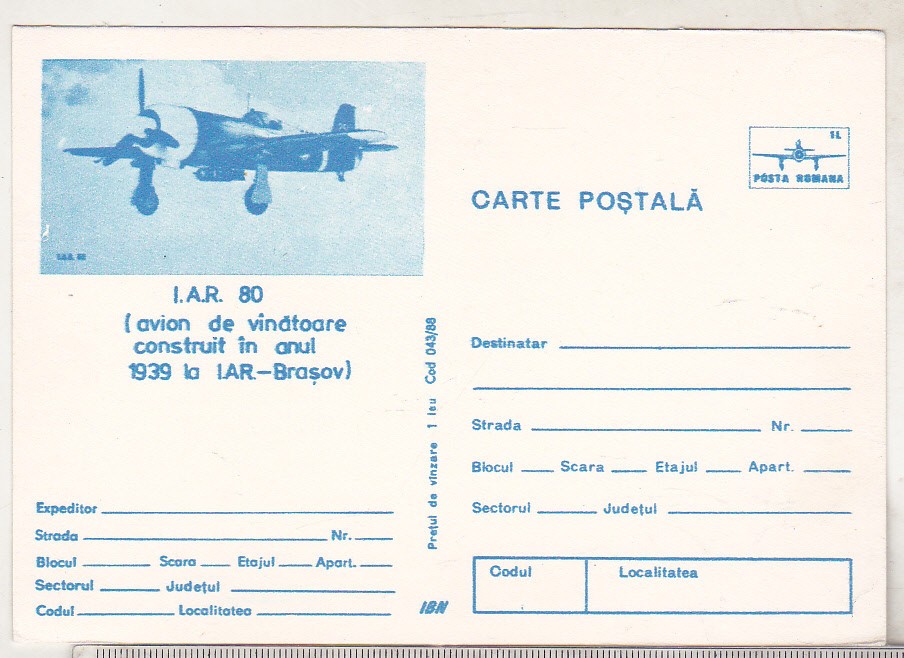 I.A.R. 80
I.A.R. 80
(avion de vînătoare
construit în anul
1939 la I.AR.-Brașov)
Expeditor
Strada Nr.
Blocul Scara Etajul Apart.
Sectorul Județul
Codul Localitatea
Prețul de vînzare 1 leu Cod 043/88
IBN
1L
POSTA ROMANA
CARTE POȘTALĂ
Destinatar
Strada Nr.
Blocul Scara Etajul Apart.
Sectorul Județul
Codul Localitatea